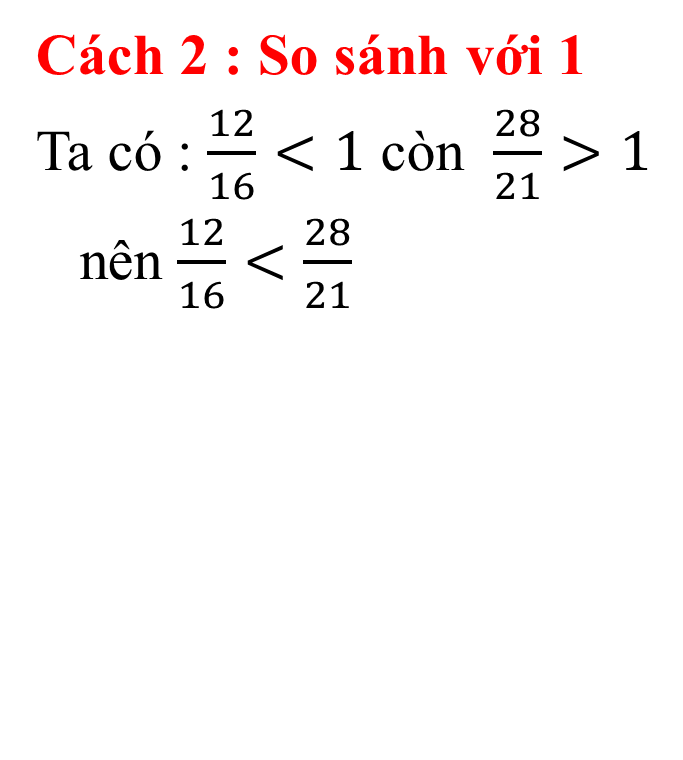 Cách 2 : So sánh với 1
Ta có : 12/16 < 1 còn 28/21 > 1
nên 12/16 < 28/21